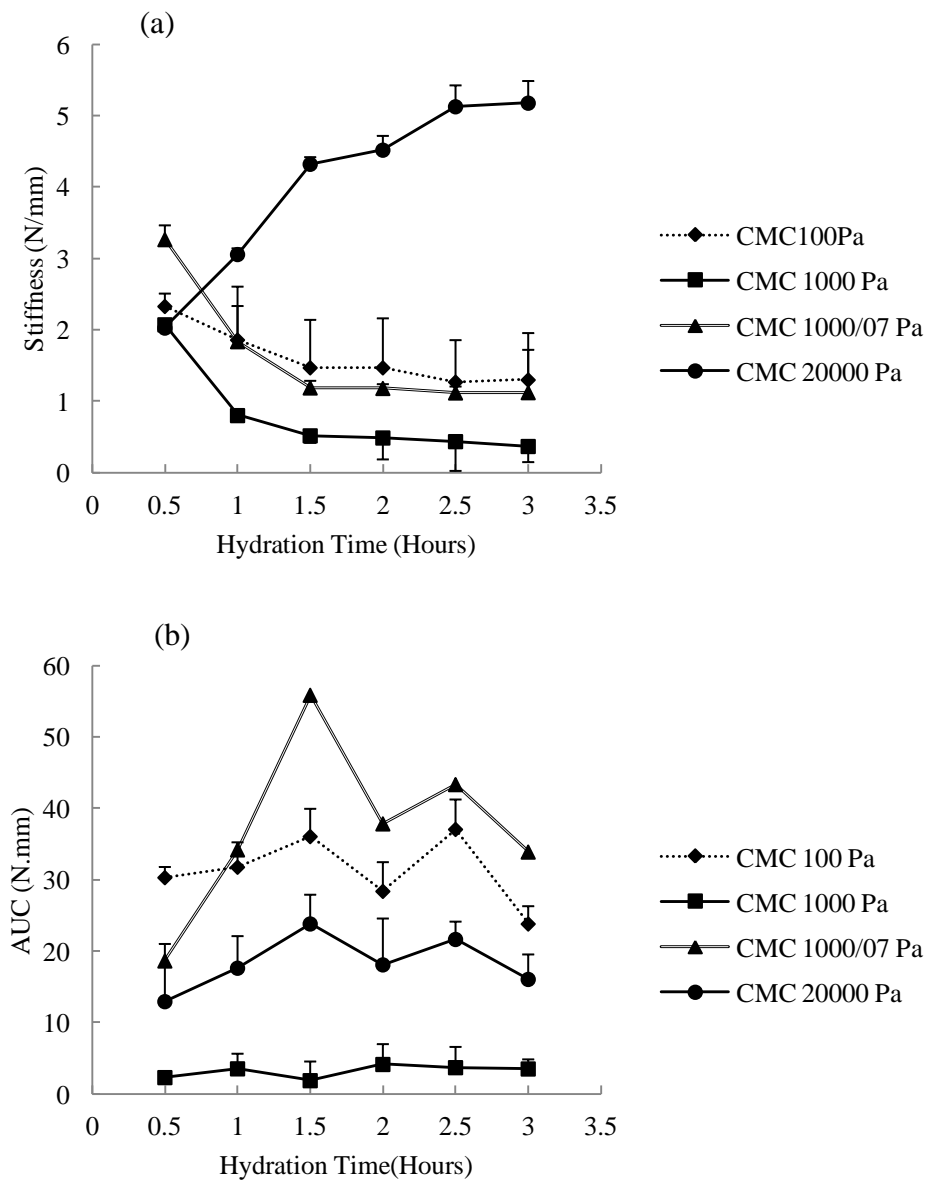 (a)
6
5
4
3
2
1
0
Stiffness (N/mm)
0 0.5 1 1.5 2 2.5 3 3.5
Hydration Time (Hours)
CMC100Pa
CMC 1000 Pa
CMC 1000/07 Pa
CMC 20000 Pa
(b)
60
50
40
30
20
10
0
AUC (N.mm)
0 0.5 1 1.5 2 2.5 3 3.5
Hydration Time(Hours)
CMC 100 Pa
CMC 1000 Pa
CMC 1000/07 Pa
CMC 20000 Pa